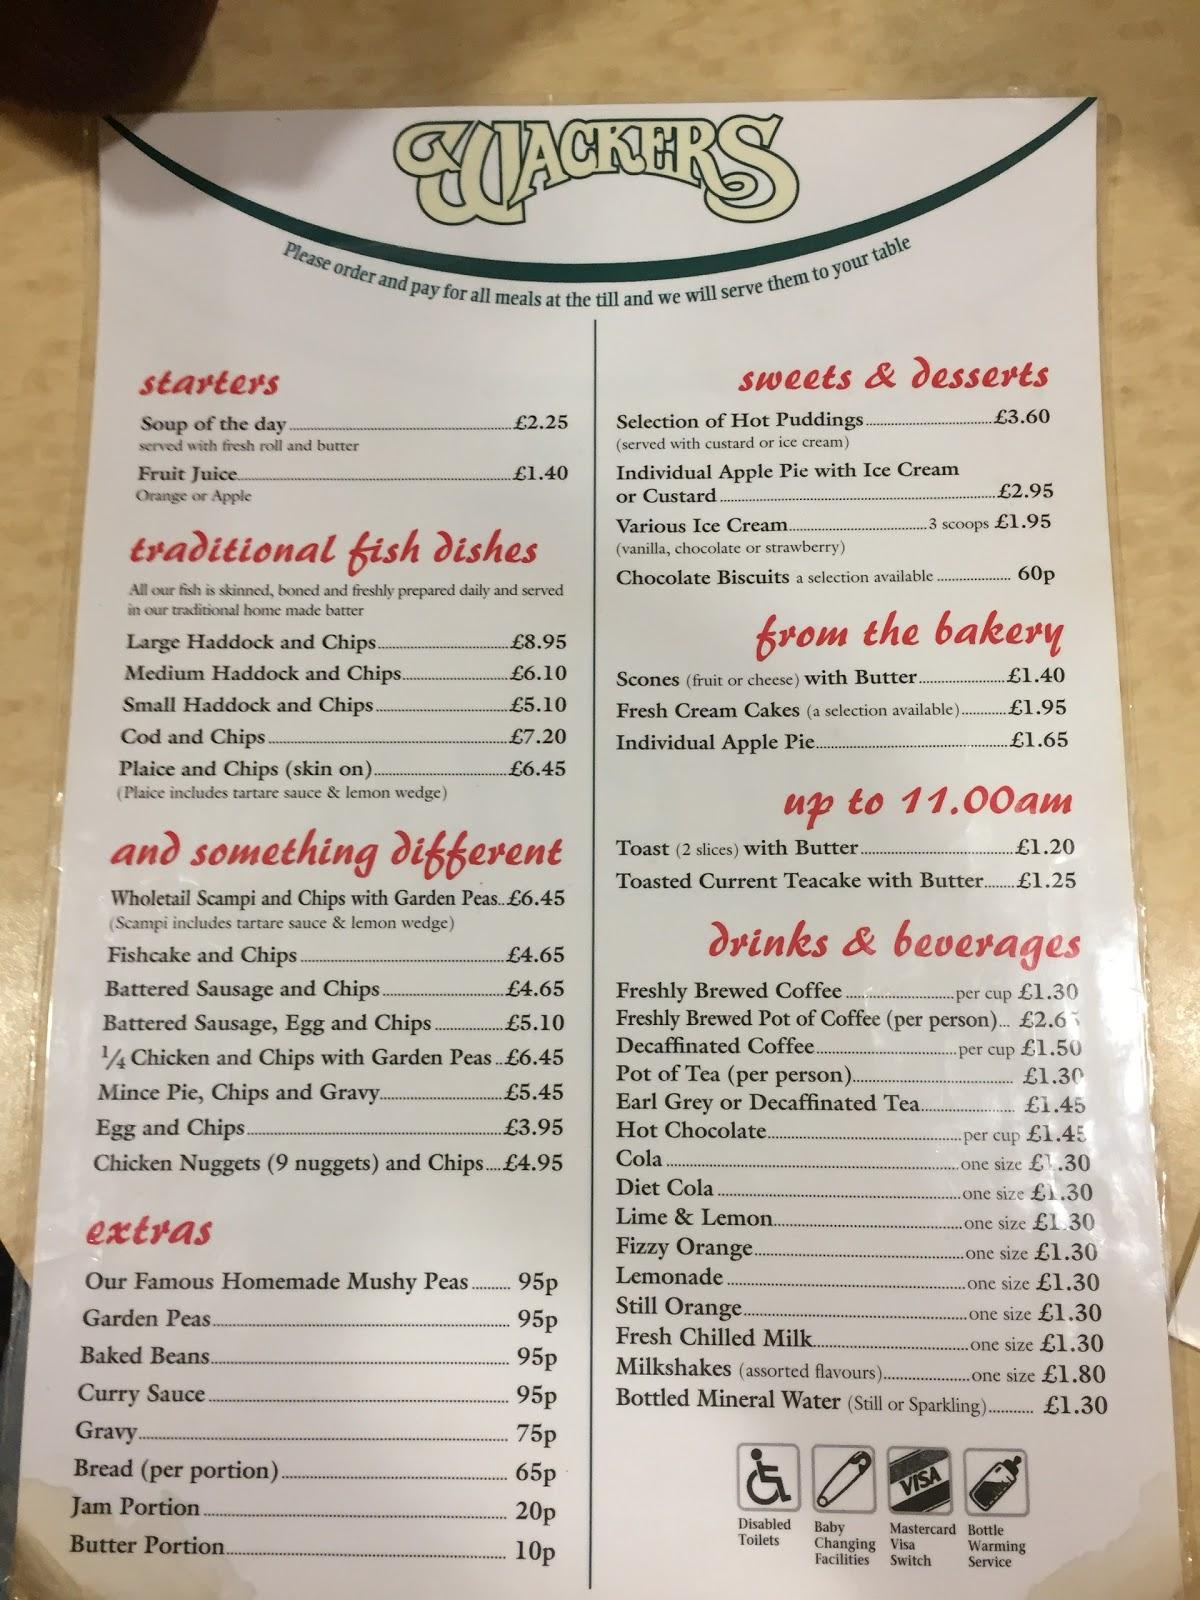 WACKERS
Please order and pay for all meals at the till and we will serve them to your table
starters
Soup of the day £2.25
served with fresh roll and butter
Fruit Juice £1.40
Orange or Apple
traditional fish dishes
All our fish is skinned, boned and freshly prepared daily and served
in our traditional home made batter
Large Haddock and Chips £8.95
Medium Haddock and Chips £6.10
Small Haddock and Chips £5.10
Cod and Chips £7.20
Plaice and Chips (skin on) £6.45
(Plaice includes tartare sauce & lemon wedge)
and something different
Wholetail Scampi and Chips with Garden Peas £6.45
(Scampi includes tartare sauce & lemon wedge)
Fishcake and Chips £4.65
Battered Sausage and Chips £4.65
Battered Sausage, Egg and Chips £5.10
¼ Chicken and Chips with Garden Peas £6.45
Mince Pie, Chips and Gravy £5.45
Egg and Chips £3.95
Chicken Nuggets (9 nuggets) and Chips £4.95
extras
Our Famous Homemade Mushy Peas 95p
Garden Peas 95p
Baked Beans 95p
Curry Sauce 95p
Gravy 75p
Bread (per portion) 65p
Jam Portion 20p
Butter Portion 10p
sweets & desserts
Selection of Hot Puddings £3.60
(served with custard or ice cream)
Individual Apple Pie with Ice Cream
or Custard £2.95
Various Ice Cream 3 scoops £1.95
(vanilla, chocolate or strawberry)
Chocolate Biscuits a selection available 60p
from the bakery
Scones (fruit or cheese) with Butter £1.40
Fresh Cream Cakes (a selection available) £1.95
Individual Apple Pie £1.65
up to 11.00am
Toast (2 slices) with Butter £1.20
Toasted Current Teacake with Butter £1.25
drinks & beverages
Freshly Brewed Coffee per cup £1.30
Freshly Brewed Pot of Coffee (per person)
Decaffinated Coffee per cup £1.50
Pot of Tea (per person) £1.30
Earl Grey or Decaffinated Tea £1.45
Hot Chocolate per cup £1.45
Cola one size £1.30
Diet Cola one size £1.30
Lime & Lemon one size £1.30
Fizzy Orange one size £1.30
Lemonade one size £1.30
Still Orange one size £1.30
Fresh Chilled Milk one size £1.30
Milkshakes (assorted flavours) one size £1.80
Bottled Mineral Water (Still or Sparkling) £1.30
VISA
Disabled
Toilets
Baby
Changing
Facilities
Mastercard
Visa
Switch
Bottle
Warming
Service